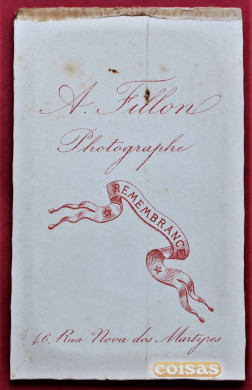 A. Fillon
Photographe
REMEMBRANCE
46, Rua Nova dos Martyres
coisas